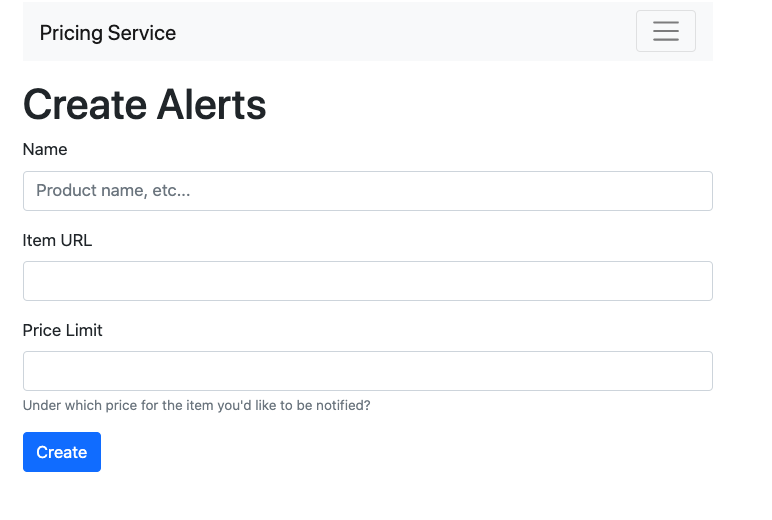 Pricing Service
Create Alerts
Name
Product name, etc...
Item URL
Price Limit
Under which price for the item you'd like to be notified?
Create